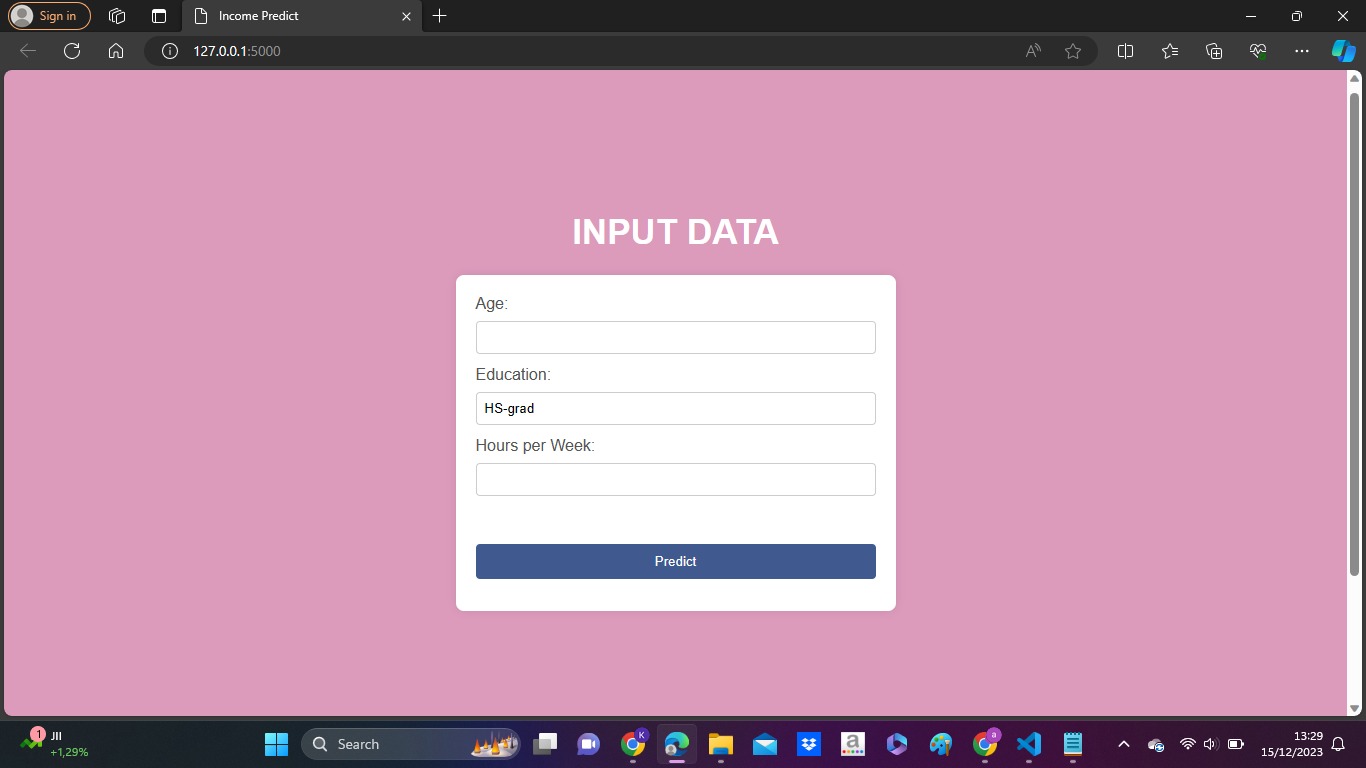 Sign in
Income Predict
127.0.0.1:5000
INPUT DATA
Age:
Education:
HS-grad
Hours per Week:
Predict
1
JII
+1,29%
Search
K
a
a
13:29
15/12/2023